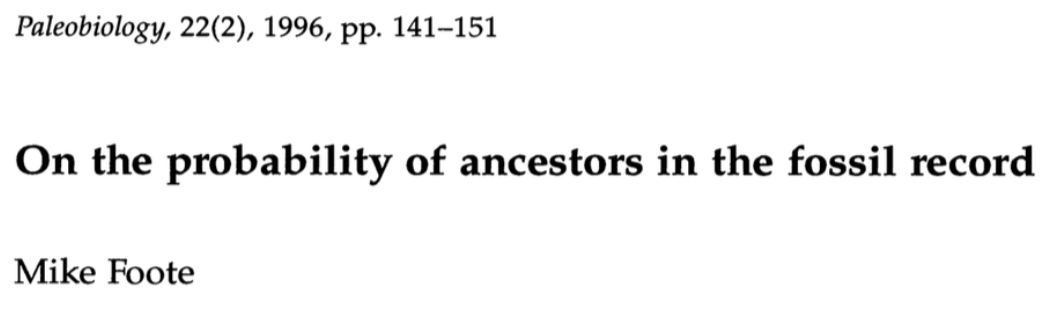 Paleobiology, 22(2), 1996, pp. 141–151
On the probability of ancestors in the fossil record
Mike Foote